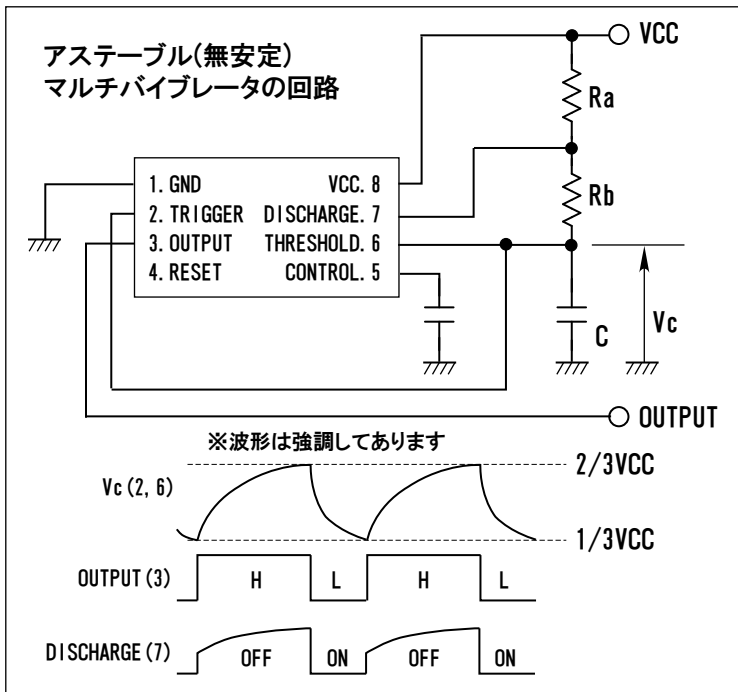 アステーブル(無安定)
マルチバイブレータの回路
VCC
Ra
Rb
1. GND
VCC. 8
2. TRIGGER
DISCHARGE. 7
3. OUTPUT
THRESHOLD. 6
4. RESET
CONTROL. 5
C
Vc
OUTPUT
※波形は強調してあります
2/3VCC
Vc (2, 6)
1/3VCC
OUTPUT (3)
H
L
H
L
DISCHARGE (7)
OFF
ON
OFF
ON